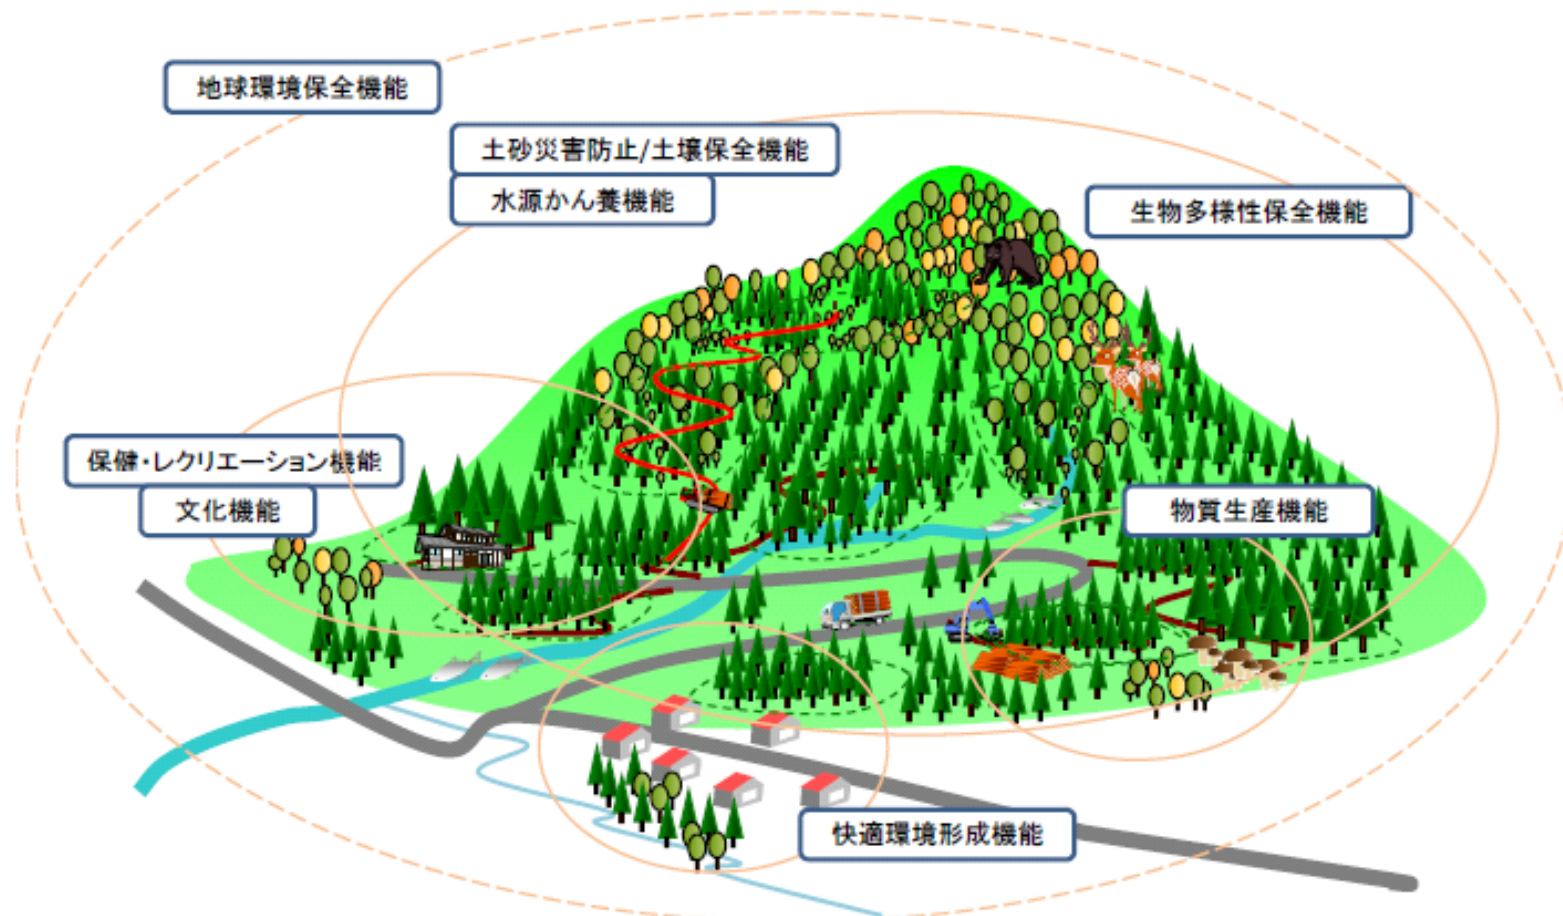 地球環境保全機能
土砂災害防止/土壌保全機能
水源かん養機能
生物多様性保全機能
保健・レクリエーション機能
文化機能
物質生産機能
快適環境形成機能